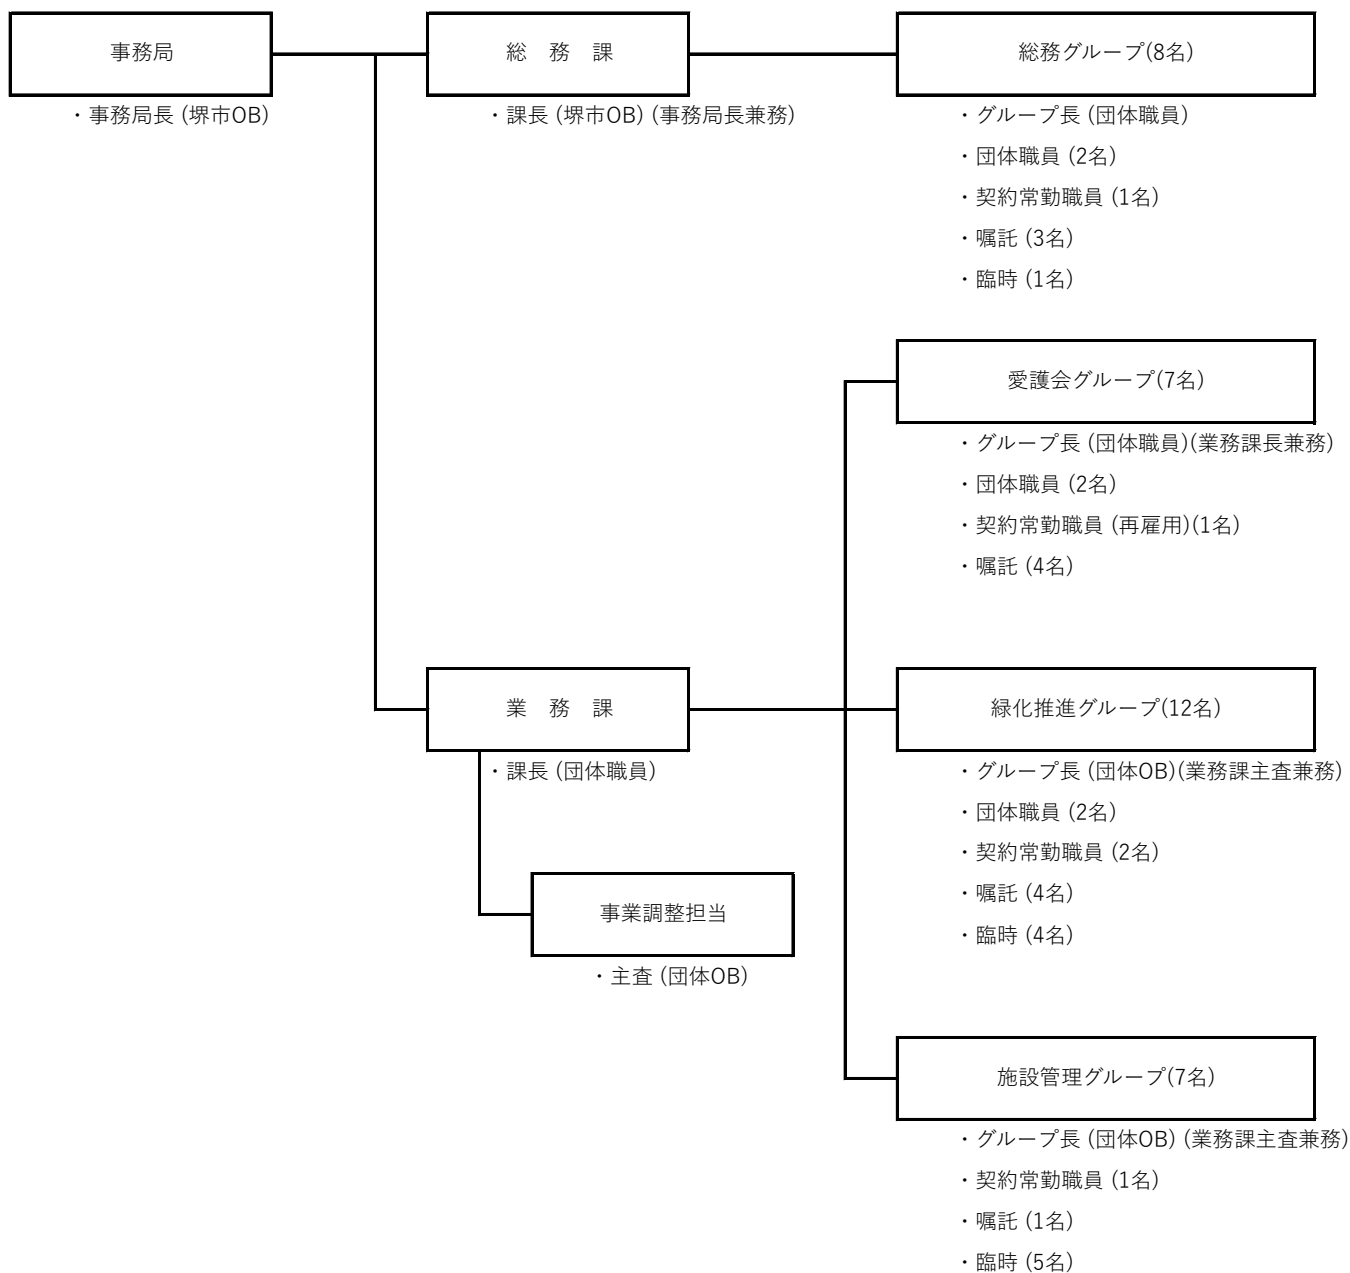 事務局
・事務局長 (堺市OB)
総　務　課
・課長 (堺市OB) (事務局長兼務)
総務グループ(8名)
・グループ長 (団体職員)
・団体職員 (2名)
・契約常勤職員 (1名)
・嘱託 (3名)
・臨時 (1名)
愛護会グループ(7名)
・グループ長 (団体職員)(業務課長兼務)
・団体職員 (2名)
・契約常勤職員 (再雇用)(1名)
・嘱託 (4名)
業　務　課
・課長 (団体職員)
事業調整担当
・主査 (団体OB)
緑化推進グループ(12名)
・グループ長 (団体OB)(業務課主査兼務)
・団体職員 (2名)
・契約常勤職員 (2名)
・嘱託 (4名)
・臨時 (4名)
施設管理グループ(7名)
・グループ長 (団体OB) (業務課主査兼務)
・契約常勤職員 (1名)
・嘱託 (1名)
・臨時 (5名)